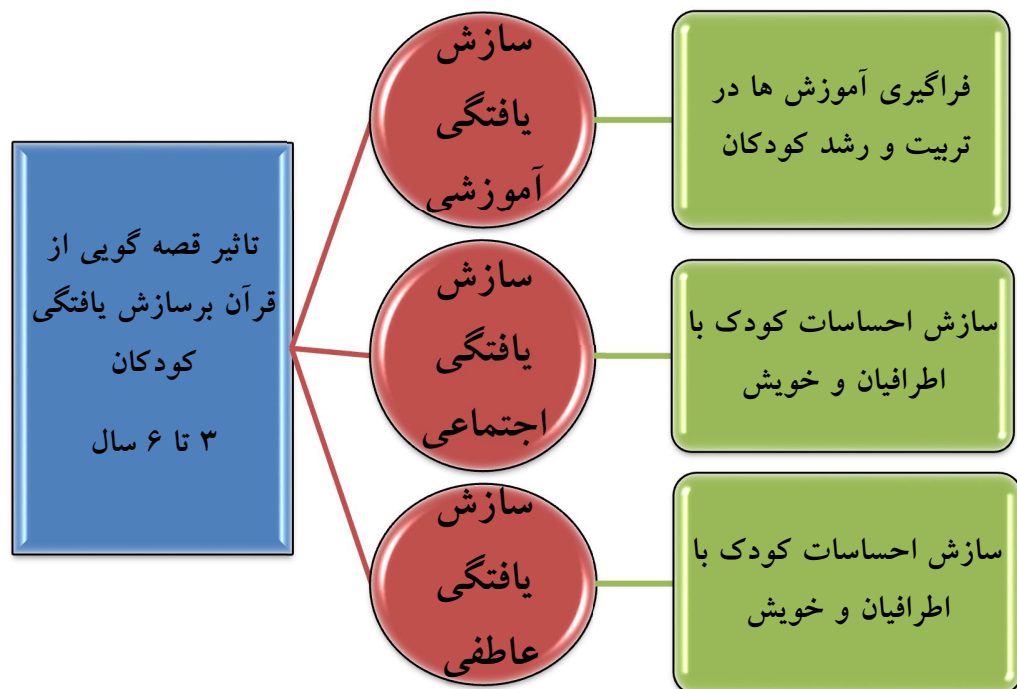 تاثیر قصه گویی از
قرآن برسازش یافتگی
کودکان
۳ تا ۶ سال
سازش
یافتگی
آموزشی
فراگیری آموزش ها در
تربیت و رشد کودکان
سازش
یافتگی
اجتماعی
سازش احساسات کودک با
اطرافیان و خویش
سازش
یافتگی
عاطفی
سازش احساسات کودک با
اطرافیان و خویش